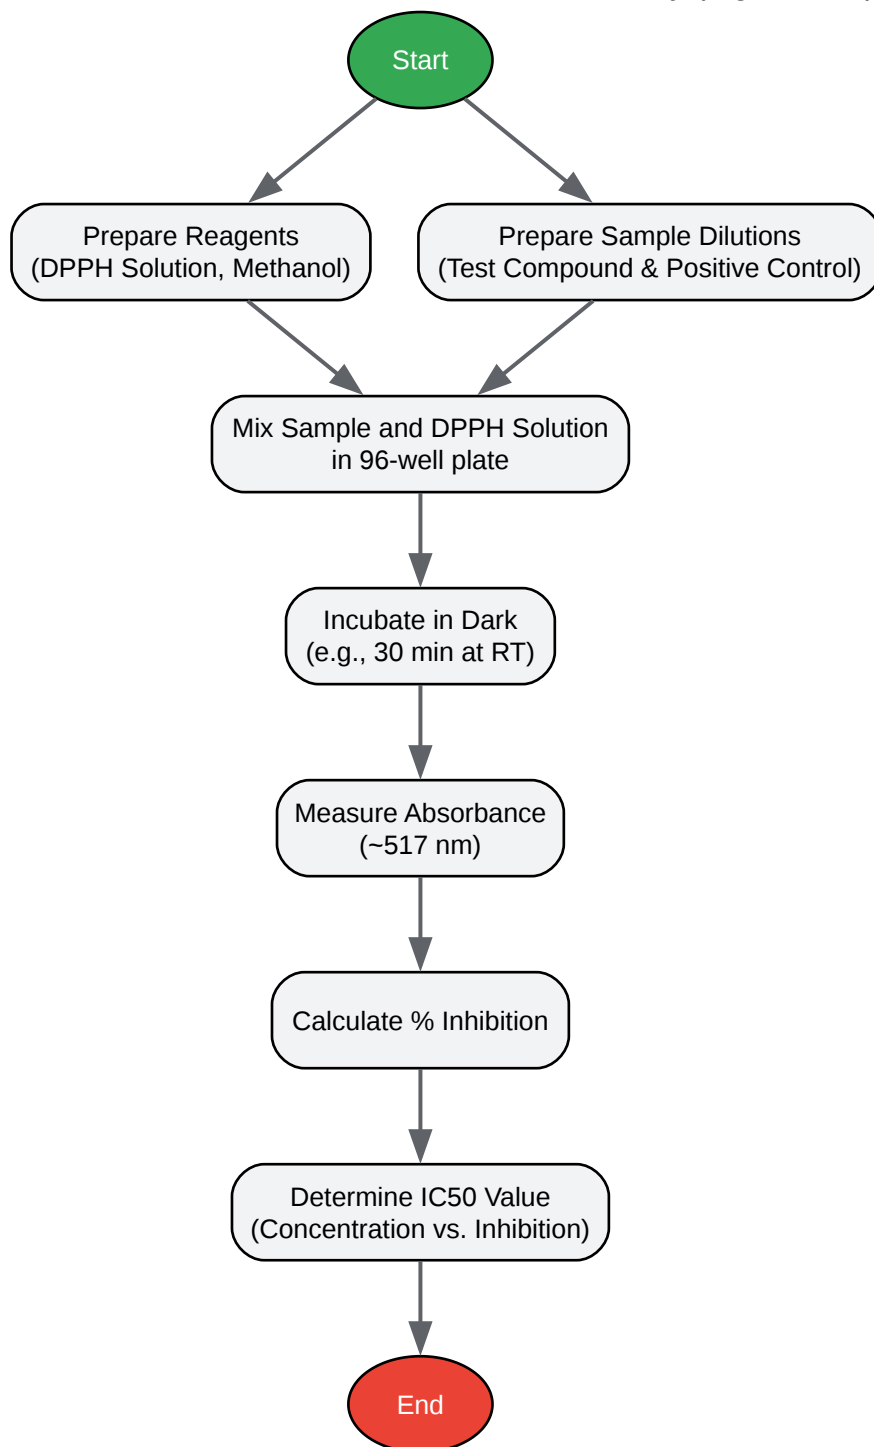 Start
Prepare Reagents
(DPPH Solution, Methanol)
Prepare Sample Dilutions
(Test Compound & Positive Control)
Mix Sample and DPPH Solution
in 96-well plate
Incubate in Dark
(e.g., 30 min at RT)
Measure Absorbance
(~517 nm)
Calculate % Inhibition
Determine IC50 Value
(Concentration vs. Inhibition)
End